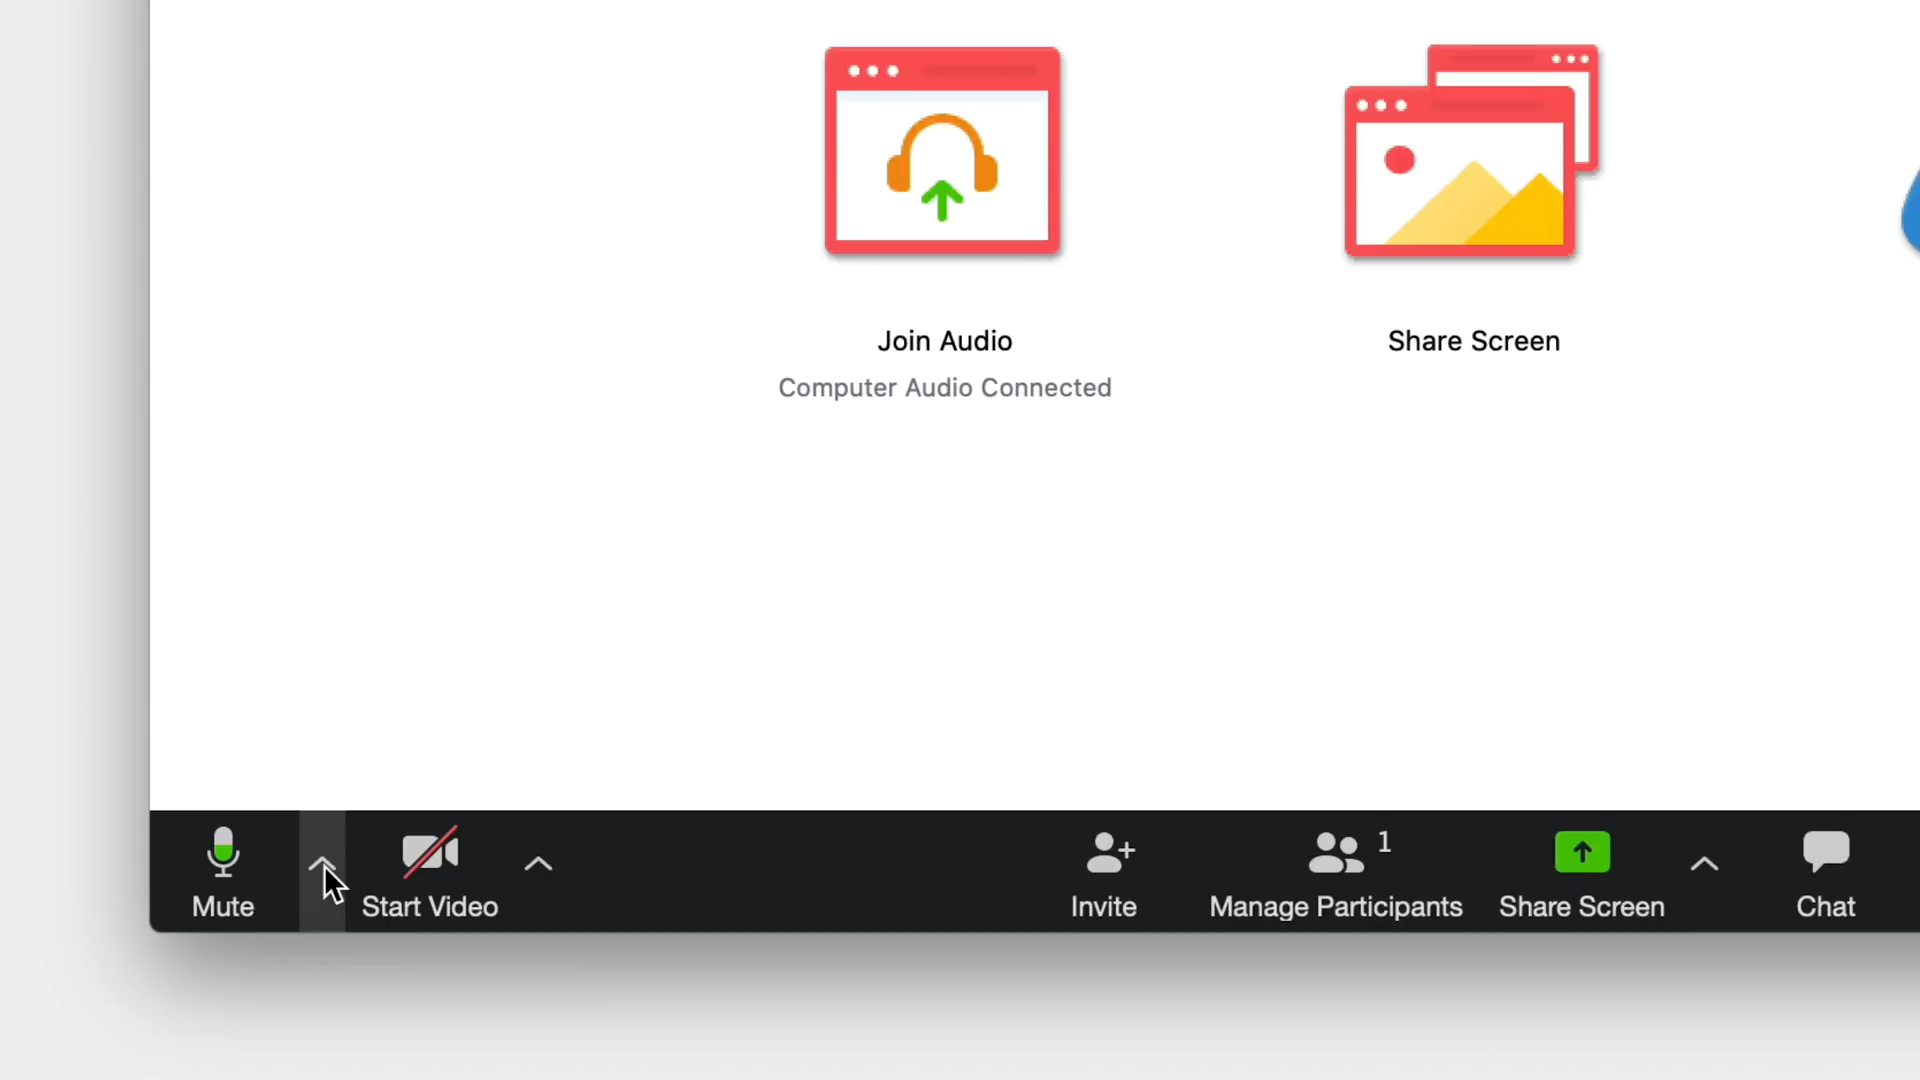 Join Audio
Share Screen
Computer Audio Connected
1
Mute
Start Video
Invite
Manage Participants
Share Screen
Chat